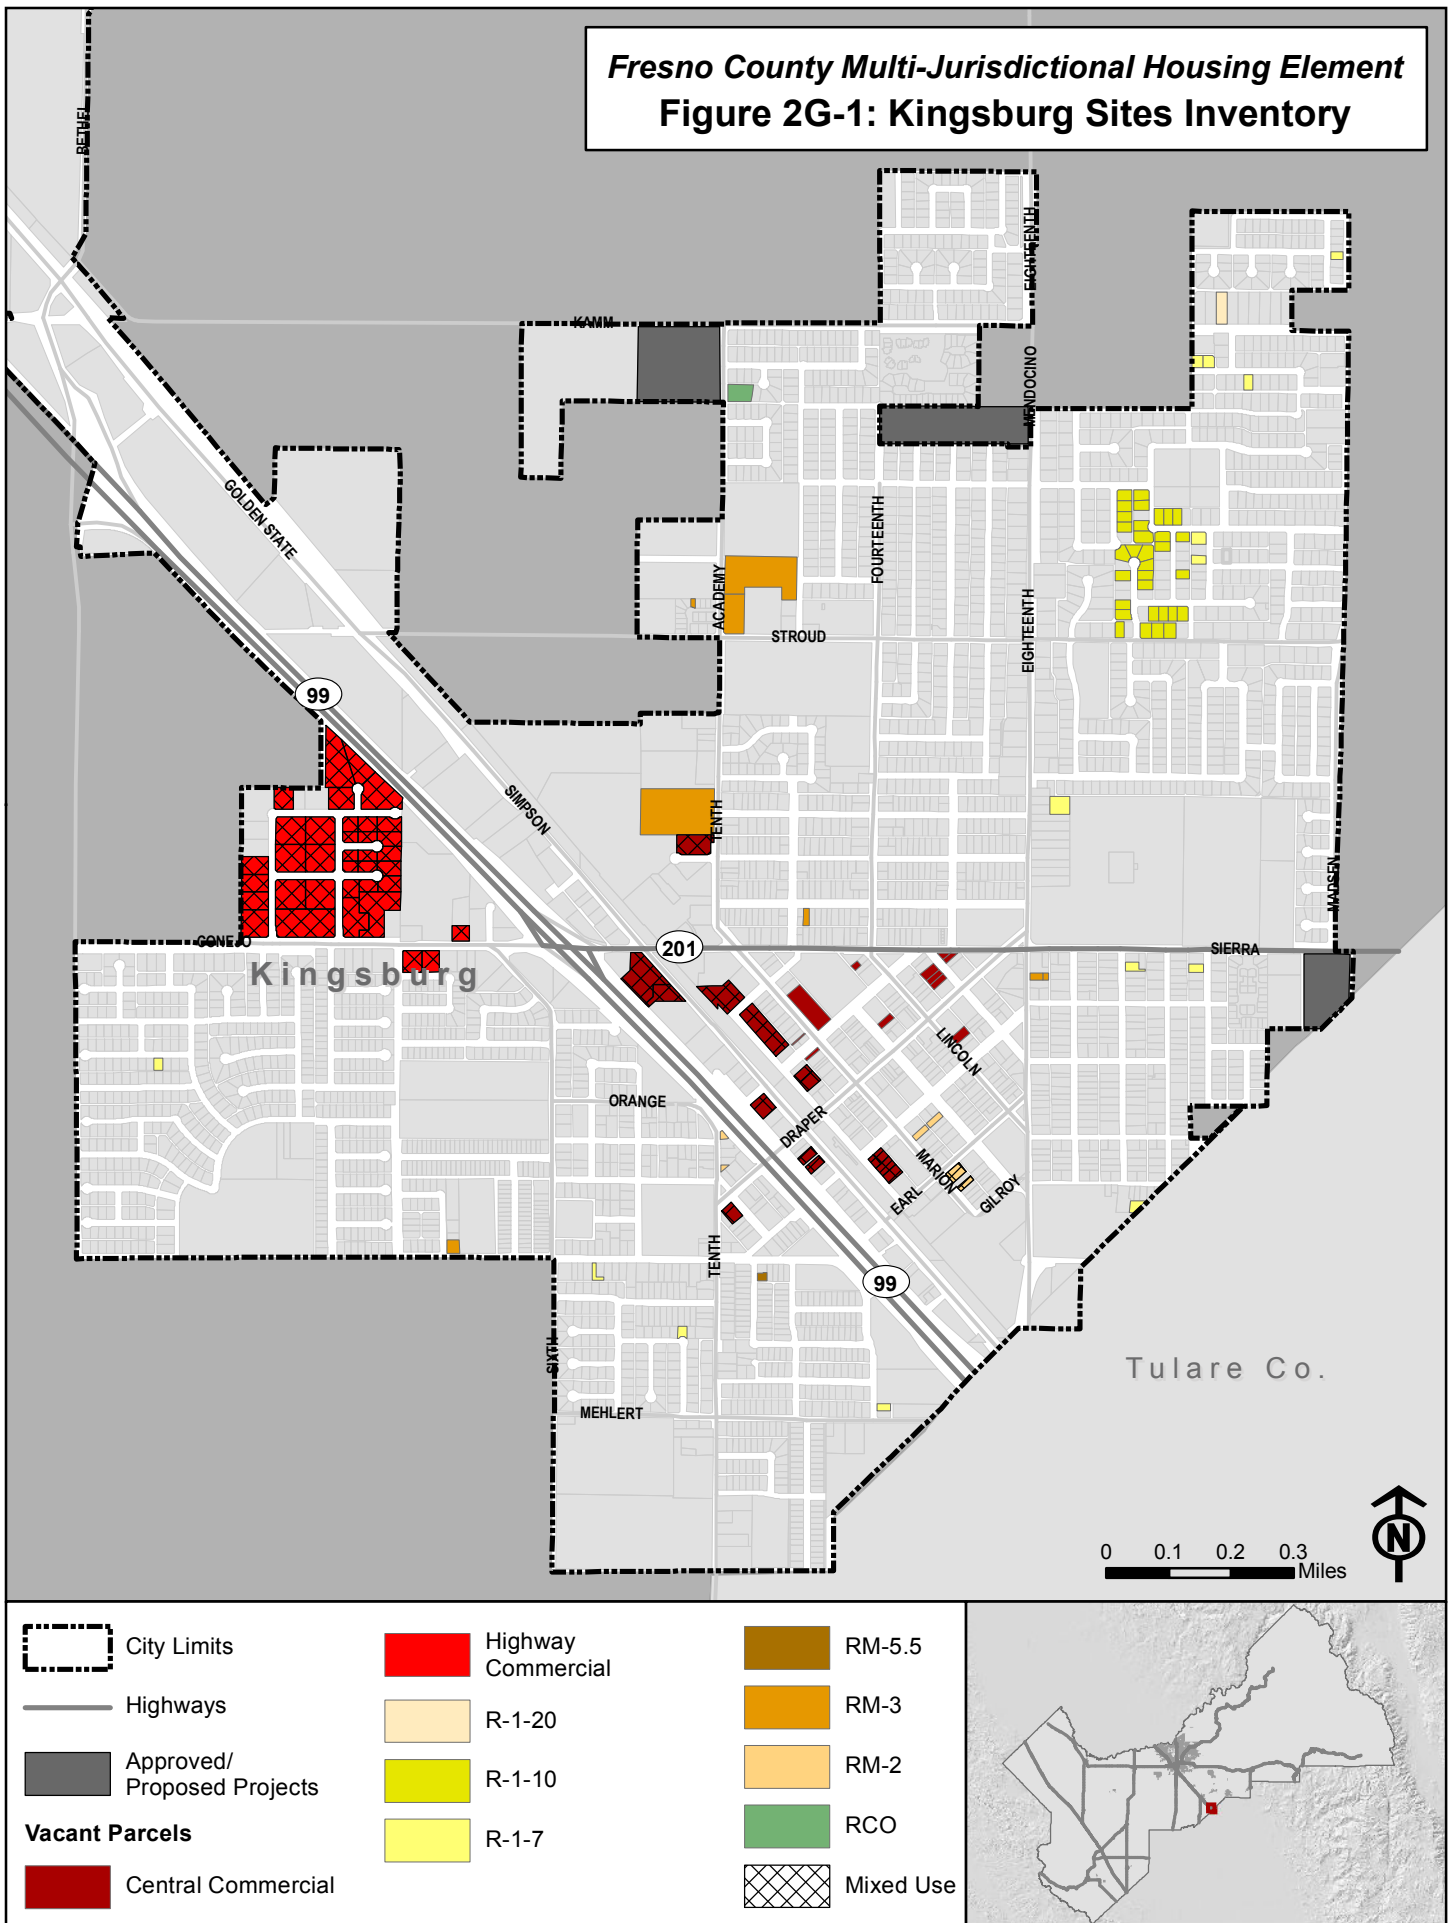 Fresno County Multi-Jurisdictional Housing Element
Figure 2G-1: Kingsburg Sites Inventory
BETHEL
EIGHTEENTH
KAMM
MENDOCINO
GOLDEN STATE
FOURTEENTH
ACADEMY
STROUD
EIGHTEENTH
99
SIMPSON
TENTH
MADSEN
CONEJO
201
SIERRA
Kingsburg
LINCOLN
ORANGE
DRAPER
MARION
EARL
GILROY
TENTH
99
SIXTH
Tulare Co.
MEHLERT
N
0 0.1 0.2 0.3
Miles
City Limits
Highways
Approved/
Proposed Projects
Vacant Parcels
Central Commercial
Highway
Commercial
R-1-20
R-1-10
R-1-7
RM-5.5
RM-3
RM-2
RCO
Mixed Use